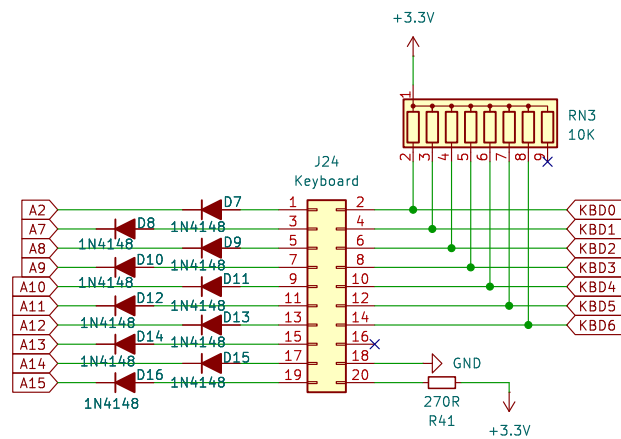 +3.3V
1
RN3
10K
2 3 4 5 6 7 8 9
J24
Keyboard
A2 D7 1 2 KBD0
A7 D8 1N4148 3 4 KBD1
A8 1N4148 D9 5 6 KBD2
A9 D10 1N4148 7 8 KBD3
A10 1N4148 D11 9 10 KBD4
A11 D12 1N4148 11 12 KBD5
A12 1N4148 D13 13 14 KBD6
A13 D14 1N4148 15 16
A14 1N4148 D15 17 18 GND
A15 D16 1N4148 19 20
1N4148 270R
R41
+3.3V